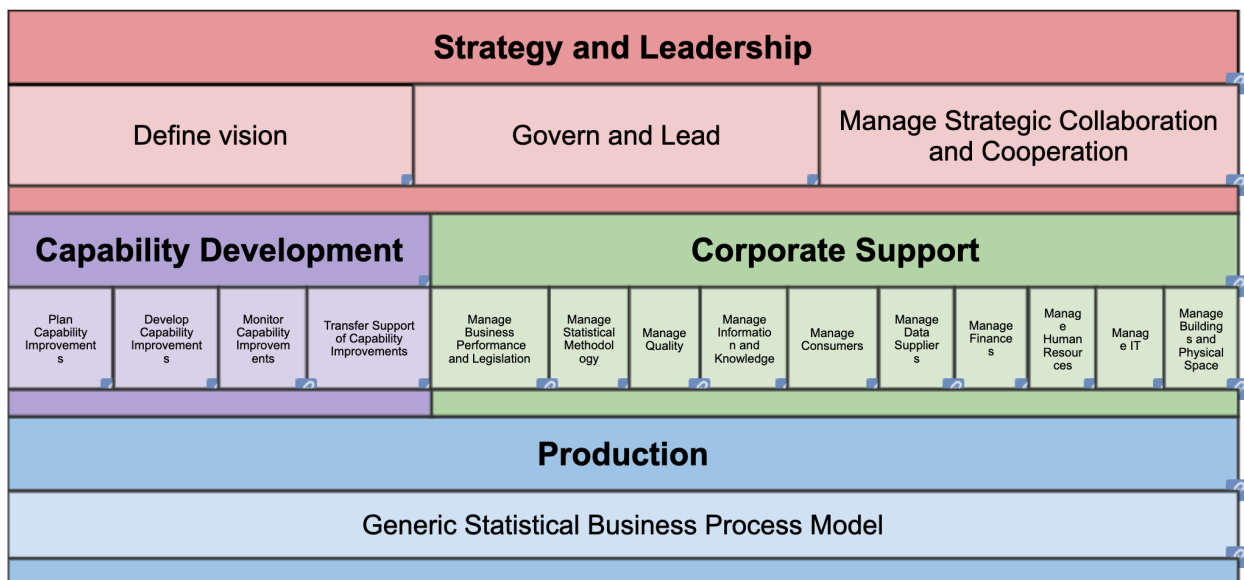 Strategy and Leadership
Define vision
Govern and Lead
Manage Strategic Collaboration
and Cooperation
Capability Development
Corporate Support
Plan
Capability
Improvement
s
Develop
Capability
Improvement
s
Monitor
Capability
Improvem
ents
Transfer Support
of Capability
Improvements
Manage
Business
Performance
and Legislation
Manage
Statistical
Methodol
ogy
Manage
Quality
Manage
Informatio
n and
Knowledge
Manage
Consumers
Manage
Data
Supplier
s
Manage
Finance
s
Manag
e
Human
Resour
ces
Manag
e IT
Manage
Building
s and
Physical
Space
Production
Generic Statistical Business Process Model